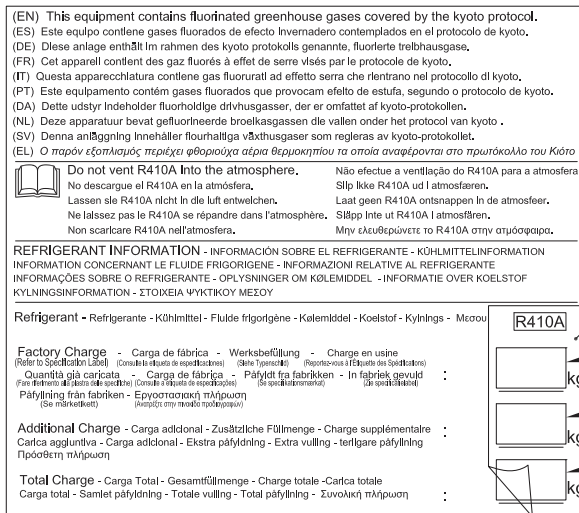 (EN) This equipment contains fluorinated greenhouse gases covered by the kyoto protocol.
(ES) Este equipo contiene gases fluorados de efecto invernadero contemplados en el protocolo de kyoto.
(DE) Diese anlage enthält im rahmen des kyoto protokolls genannte, fluorierte treibhausgase.
(FR) Cet appareil contient des gaz fluorés à effet de serre visés par le protocole de kyoto.
(IT) Questa apparecchiatura contiene gas fluorurati ad effetto serra che rientrano nel protocollo di kyoto.
(PT) Este equipamento contém gases fluorados que provocam efeito de estufa, segundo o protocolo de kyoto.
(DA) Dette udstyr indeholder fluorholdige drivhusgasser, der er omfattet af kyoto-protokollen.
(NL) Deze apparatuur bevat gefluorineerde broeikasgassen die vallen onder het protocol van kyoto .
(SV) Denna anläggning innehåller flourhaltiga växthusgaser som regleras av kyoto-protokollet.
(EL) Ο παρόν εξοπλισμός περιέχει φθοριούχα αέρια θερμοκηπίου τα οποία αναφέρονται στο πρωτόκολλο του Κιότο
Do not vent R410A into the atmosphere.
No descargue el R410A en la atmósfera.
Lassen sie R410A nicht in die luft entweichen.
Ne laissez pas le R410A se répandre dans l'atmosphère.
Non scaricare R410A nell'atmosfera.
Não efectue a ventilação do R410A para a atmosfera
Slip ikke R410A ud i atmosfæren.
Laat geen R410A ontsnappen in de atmosfeer.
Släpp inte ut R410A i atmosfären.
Μην ελευθερώνετε το R410A στην ατμόσφαιρα.
REFRIGERANT INFORMATION - INFORMACIÓN SOBRE EL REFRIGERANTE - KÜHLMITTELINFORMATION
INFORMATION CONCERNANT LE FLUIDE FRIGORIGENE - INFORMAZIONI RELATIVE AL REFRIGERANTE
INFORMAÇÕES SOBRE O REFRIGERANTE - OPLYSNINGER OM KØLEMIDDEL - INFORMATIE OVER KOELSTOF
KYLNINGSINFORMATION - ΣΤΟΙΧΕΙΑ ΨΥΚΤΙΚΟΥ ΜΕΣΟΥ
Refrigerant - Refrigerante - Kühlmittel - Fluide frigorigène - Kølemiddel - Koelstof - Kylnings - Μεσου
R410A
Factory Charge - Carga de fábrica - Werksbefüllung - Charge en usine
(Refer to Specification Label) (Consulte la etiqueta de especificaciones) (Siehe Typenschild) (Reportez-vous à l'Étiquette des Spécifications)
Quantità già caricata - Carga de fábrica - Påfyldt fra fabrikken - In fabriek gevuld :
(Fare riferimento alla piastra delle specifiche) (Consulte a etiqueta de especificações) (Se specifikationsmærkat) (Zie specificatielabel)
kg
Påfyllning från fabriken - Εργοστασιακή πλήρωση
(Se märketikett) (Ανατρέξτε στην πινακίδα προδιαγραφών)
Additional Charge - Carga adicional - Zusätzliche Füllmenge - Charge supplémentaire :
Carica aggiuntiva - Carga adicional - Ekstra påfyldning - Extra vulling - terligare påfyllning
Πρόσθετη πλήρωση
kg
Total Charge - Carga Total - Gesamtfüllmenge - Charge totale -Carica totale
Carga total - Samlet påfyldning - Totale vulling - Total påfyllning - Συνολική πλήρωση :
kg